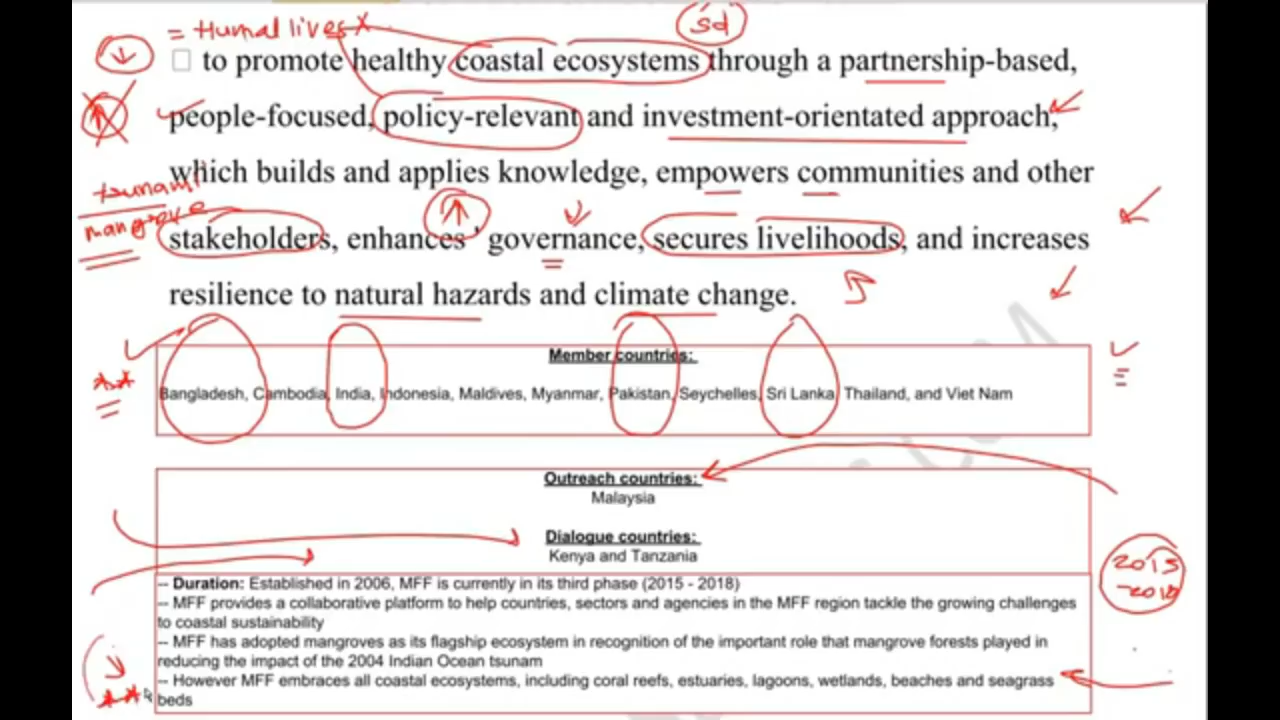 = Humal lives
sd
to promote healthy coastal ecosystems through a partnership-based,
people-focused, policy-relevant and investment-orientated approach,
which builds and applies knowledge, empowers communities and other
tsunami
mangrove
stakeholders, enhances governance, secures livelihoods, and increases
resilience to natural hazards and climate change.
Member countries:
Bangladesh, Cambodia, India, Indonesia, Maldives, Myanmar, Pakistan, Seychelles, Sri Lanka, Thailand, and Viet Nam
Outreach countries:
Malaysia
Dialogue countries:
Kenya and Tanzania
2015
-- Duration: Established in 2006, MFF is currently in its third phase (2015 - 2018)
-- MFF provides a collaborative platform to help countries, sectors and agencies in the MFF region tackle the growing challenges
to coastal sustainability
-- MFF has adopted mangroves as its flagship ecosystem in recognition of the important role that mangrove forests played in
reducing the impact of the 2004 Indian Ocean tsunam
-- However MFF embraces all coastal ecosystems, including coral reefs, estuaries, lagoons, wetlands, beaches and seagrass
beds